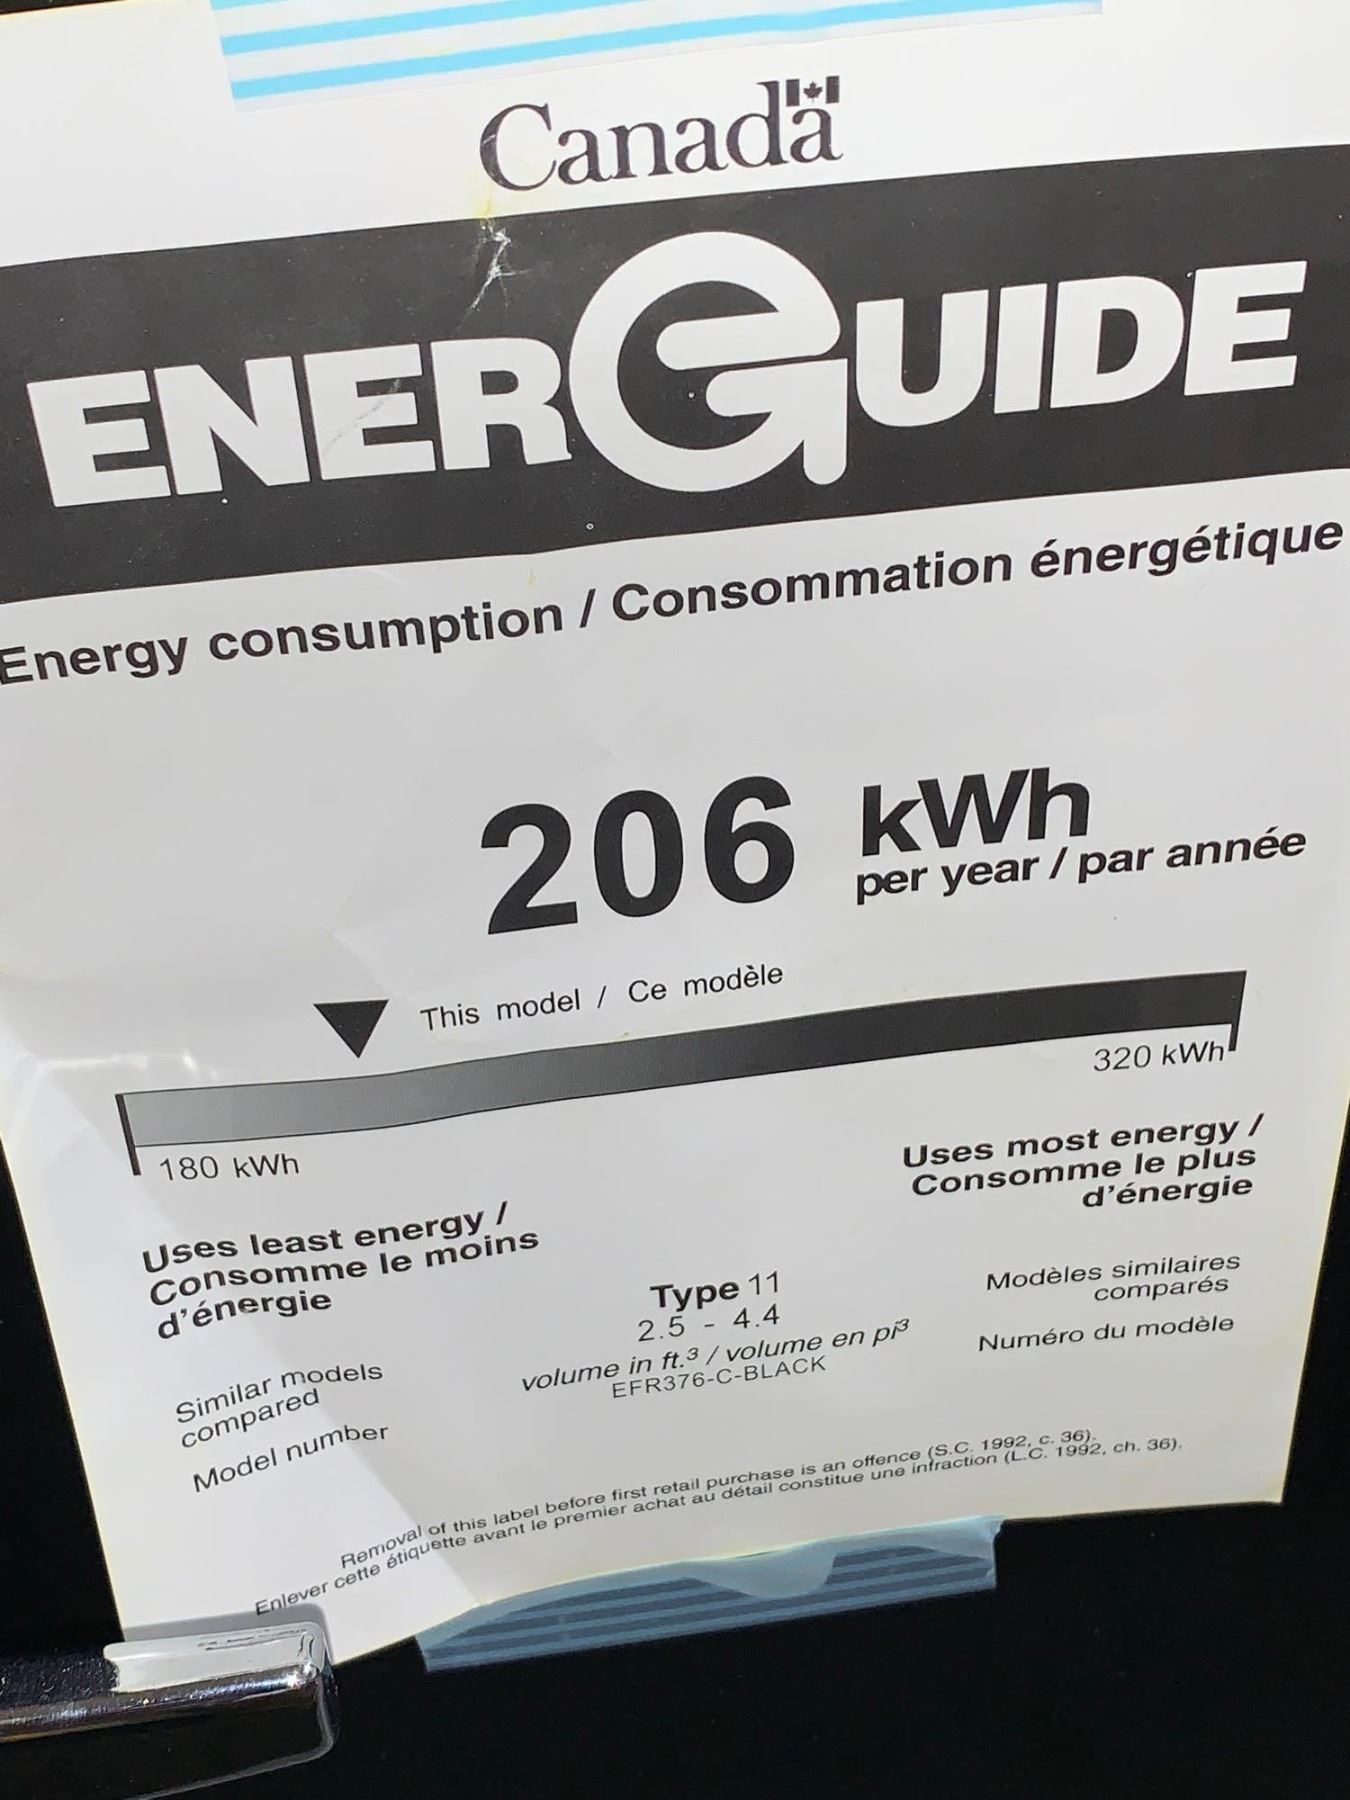 Canada
ENERGUIDE
Energy consumption / Consommation énergétique
206 kWh
per year / par année
This model / Ce modèle
180 kWh
320 kWh
Uses least energy /
Consomme le moins
d'énergie
Uses most energy /
Consomme le plus
d'énergie
Similar models
compared
Type 11
2.5 - 4.4
volume in ft.³ / volume en pi³
Modèles similaires
comparés
Model number
EFR376-C-BLACK
Numéro du modèle
Removal of this label before first retail purchase is an offence (S.C. 1992, c. 36).
Enlever cette étiquette avant le premier achat au détail constitue une infraction (L.C. 1992, ch. 36).